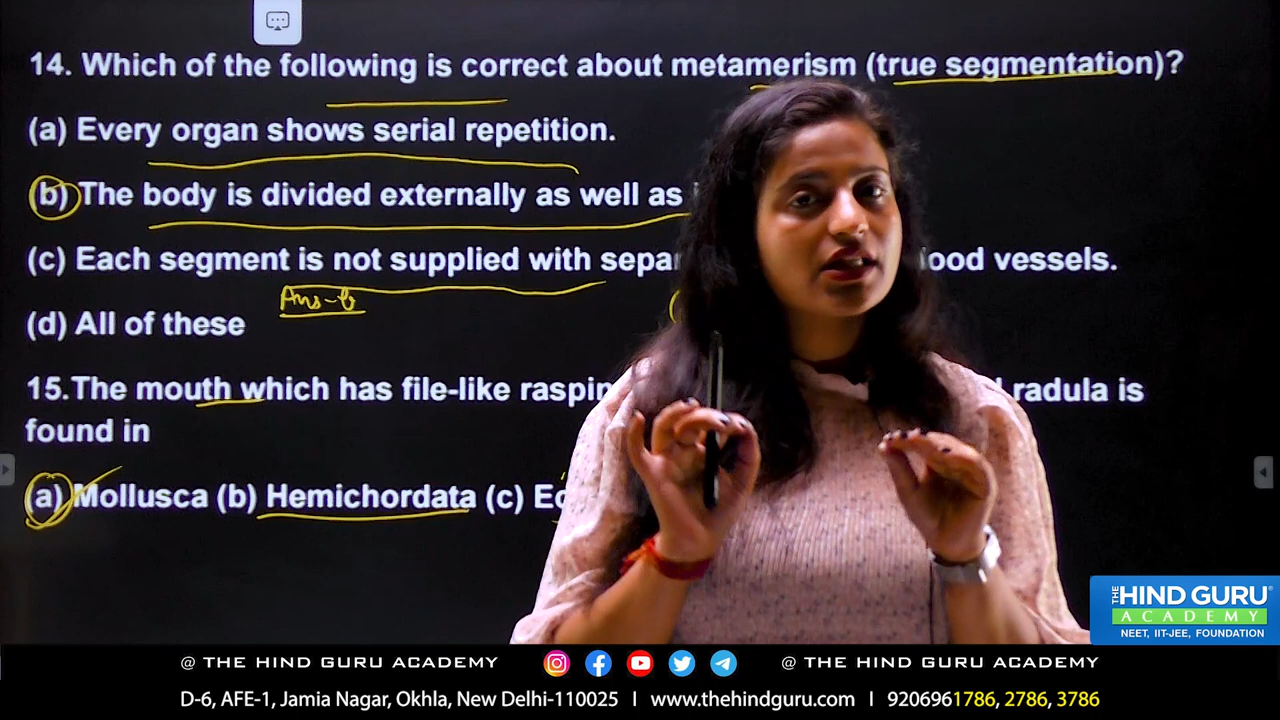 14. Which of the following is correct about metamerism (true segmentation)?
(a) Every organ shows serial repetition.
(b) The body is divided externally as well as
(c) Each segment is not supplied with lood vessels.
Ans-b
(d) All of these
15.The mouth which has file-like radula is
found in
(a) Mollusca (b) Hemichordata (c)
THE
HIND GURU
ACADEMY
NEET, IIT-JEE, FOUNDATION
@ THE HIND GURU ACADEMY @ THE HIND GURU ACADEMY
D-6, AFE-1, Jamia Nagar, Okhla, New Delhi-110025 I www.thehindguru.com I 9206961786, 2786, 3786